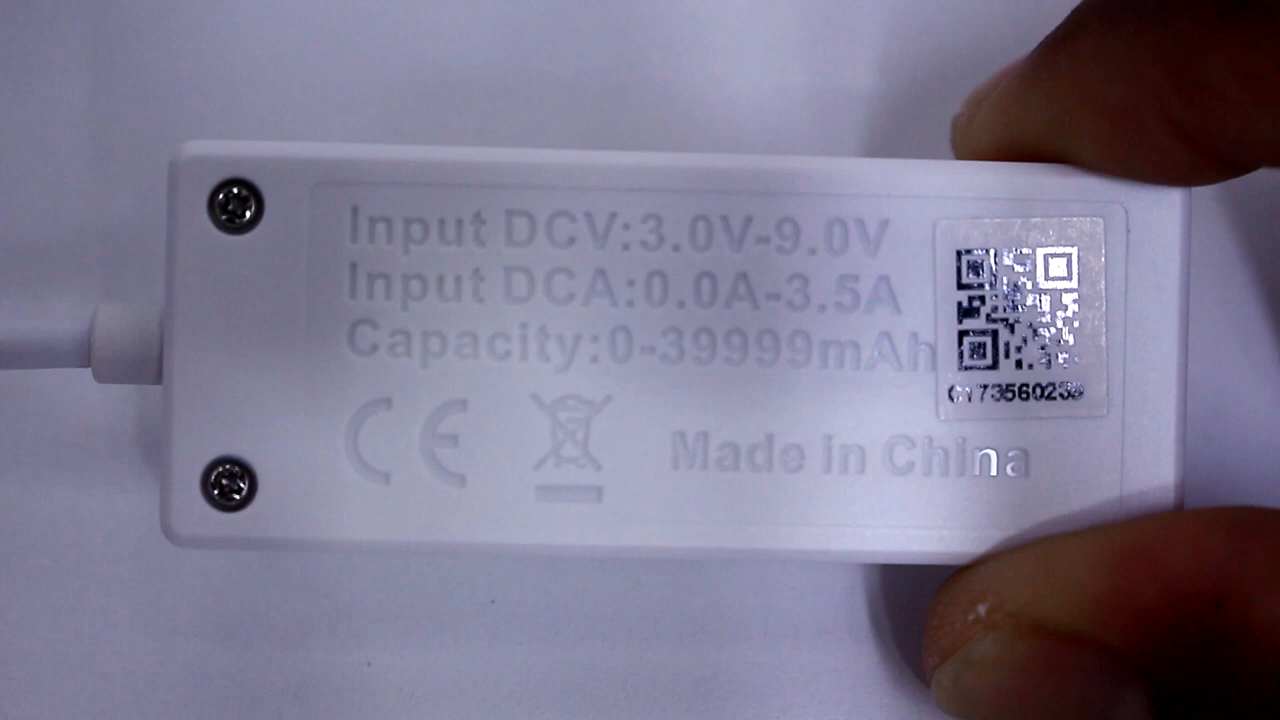 Input DCV:3.0V-9.0V
Input DCA:0.0A-3.5A
Capacity:0-39999mAh
CE
Made in China